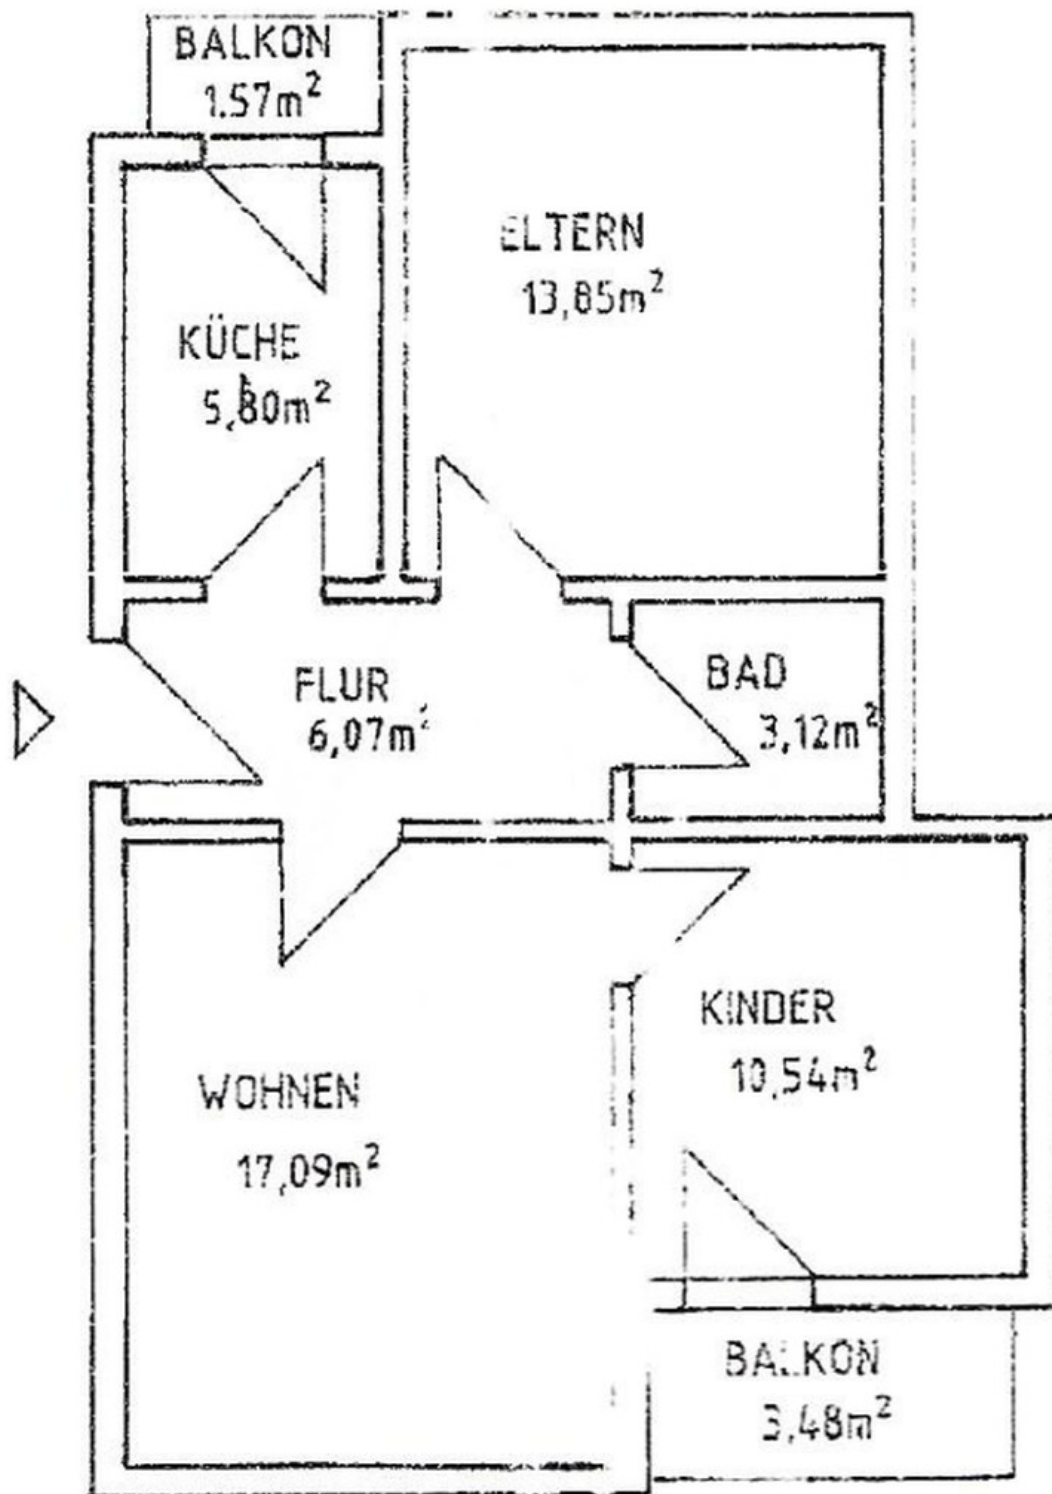 BALKON
1.57m²
ELTERN
13,85m²
KÜCHE
5,80m²
FLUR
6,07m²
BAD
3,12m²
KINDER
10,54m²
WOHNEN
17,09m²
BALKON
3,48m²